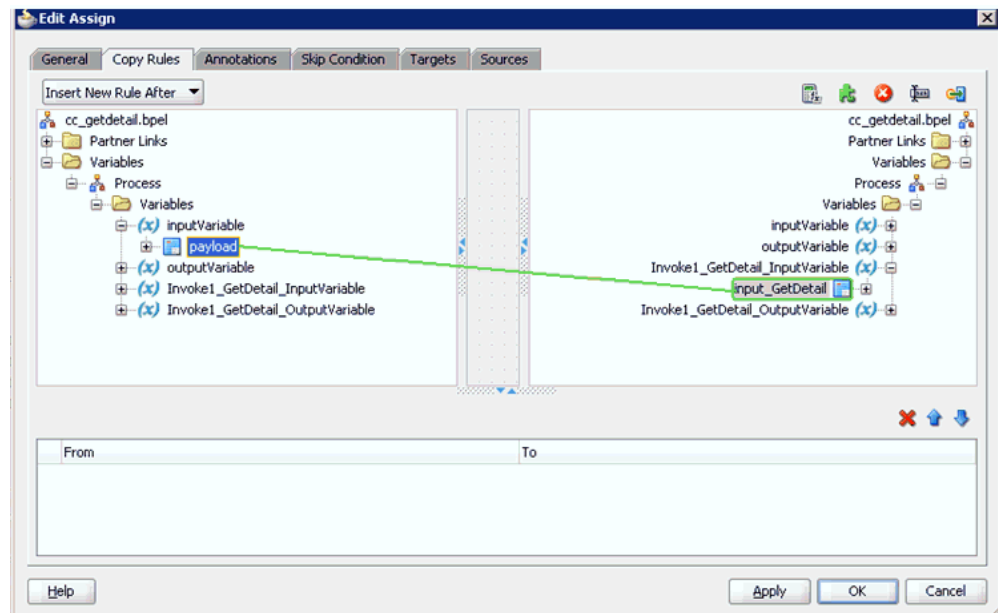 Edit Assign
General Copy Rules Annotations Skip Condition Targets Sources
Insert New Rule After
cc_getdetail.bpel
Partner Links
Variables
Process
Variables
(x) inputVariable
payload
(x) outputVariable
(x) Invoke1_GetDetail_InputVariable
(x) Invoke1_GetDetail_OutputVariable
cc_getdetail.bpel
Partner Links
Variables
Process
Variables
inputVariable (x)
outputVariable (x)
Invoke1_GetDetail_InputVariable (x)
input_GetDetail
Invoke1_GetDetail_OutputVariable (x)
From To
Help Apply OK Cancel